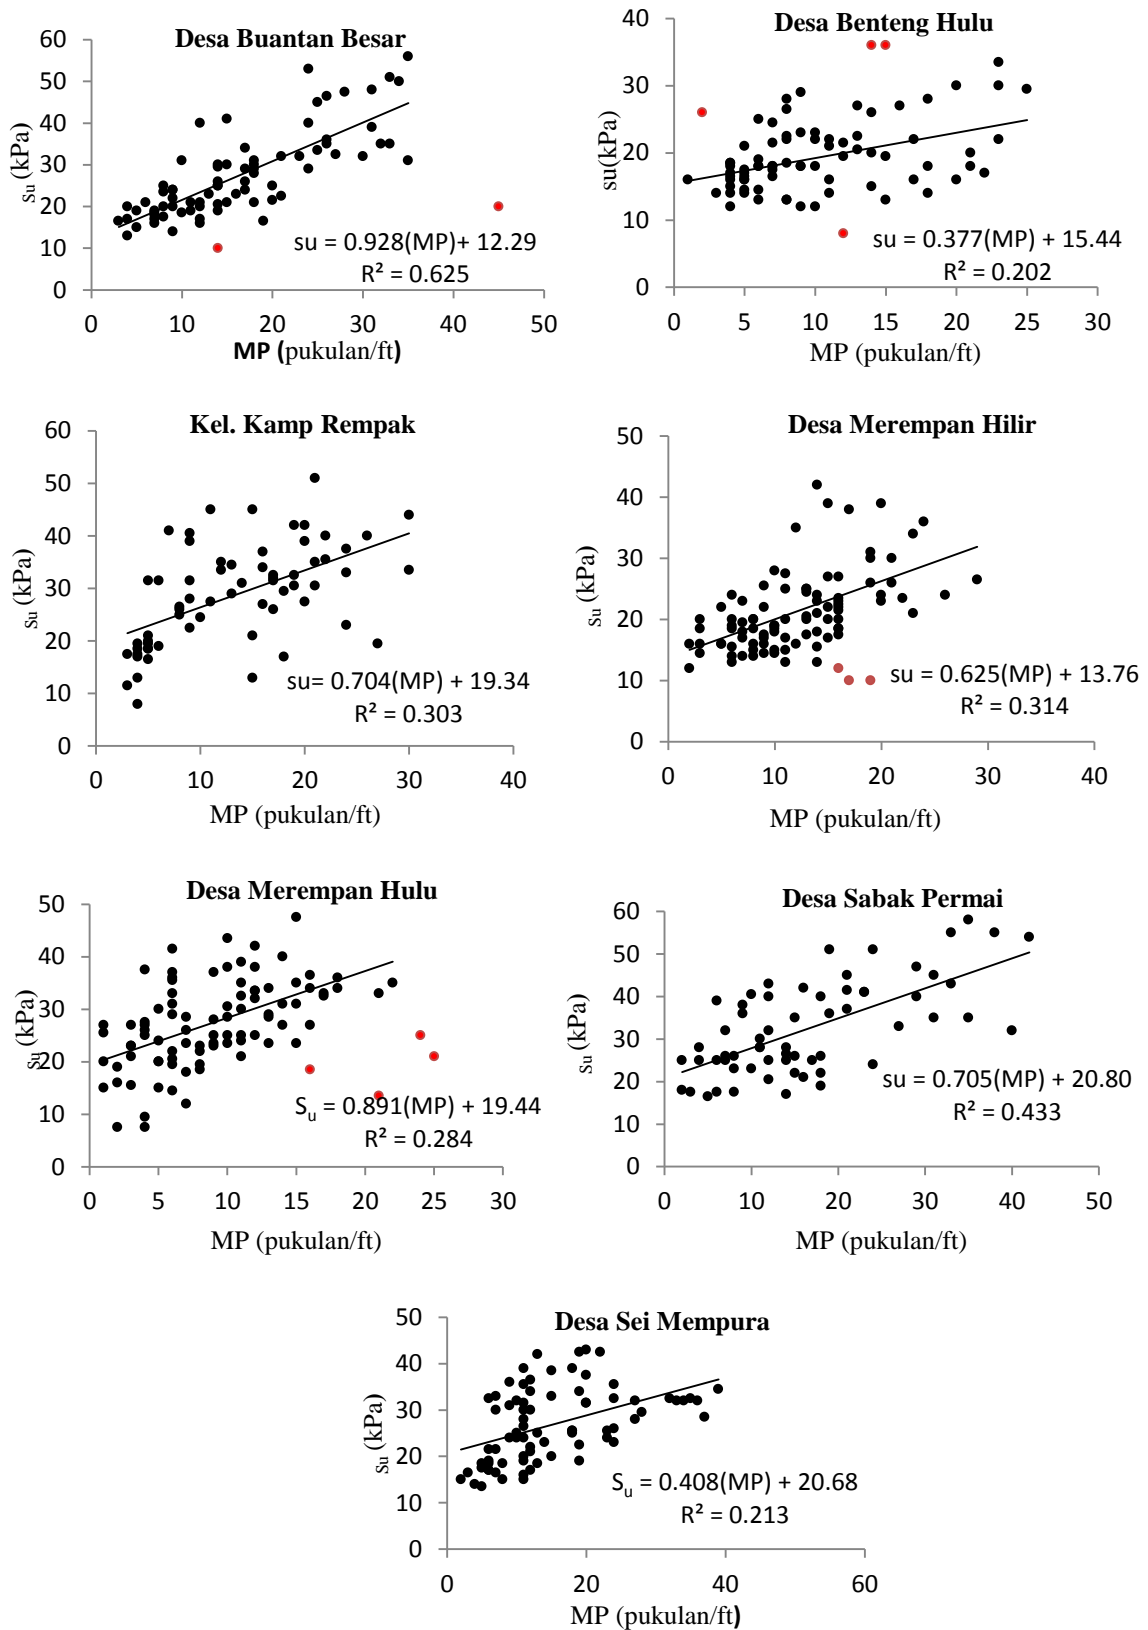 Desa Buantan Besar
60
50
40
30
20
10
0
su (kPa)
su = 0.928(MP)+ 12.29
R² = 0.625
0 10 20 30 40 50
MP (pukulan/ft)
Desa Benteng Hulu
40
30
20
10
0
su(kPa)
su = 0.377(MP) + 15.44
R² = 0.202
0 5 10 15 20 25 30
MP (pukulan/ft)
Kel. Kamp Rempak
60
50
40
30
20
10
0
Su (kPa)
su= 0.704(MP) + 19.34
R² = 0.303
0 10 20 30 40
MP (pukulan/ft)
Desa Merempan Hilir
50
40
30
20
10
0
Su (kPa)
su = 0.625(MP) + 13.76
R² = 0.314
0 10 20 30 40
MP (pukulan/ft)
Desa Merempan Hulu
50
40
30
20
10
0
Su (kPa)
Su = 0.891(MP) + 19.44
R² = 0.284
0 5 10 15 20 25 30
MP (pukulan/ft)
Desa Sabak Permai
60
50
40
30
20
10
0
Su (kPa)
su = 0.705(MP) + 20.80
R² = 0.433
0 10 20 30 40 50
MP (pukulan/ft)
Desa Sei Mempura
50
40
30
20
10
0
Su (kPa)
Su = 0.408(MP) + 20.68
R² = 0.213
0 20 40 60
MP (pukulan/ft)